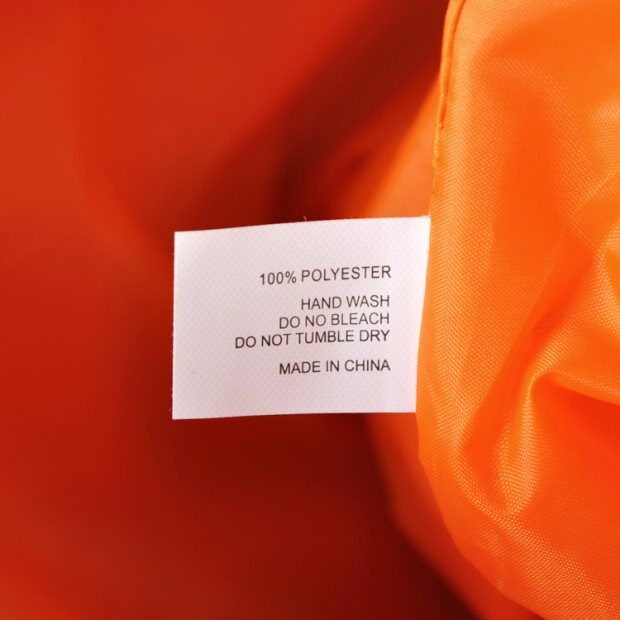 100% POLYESTER
HAND WASH
DO NO BLEACH
DO NOT TUMBLE DRY
MADE IN CHINA